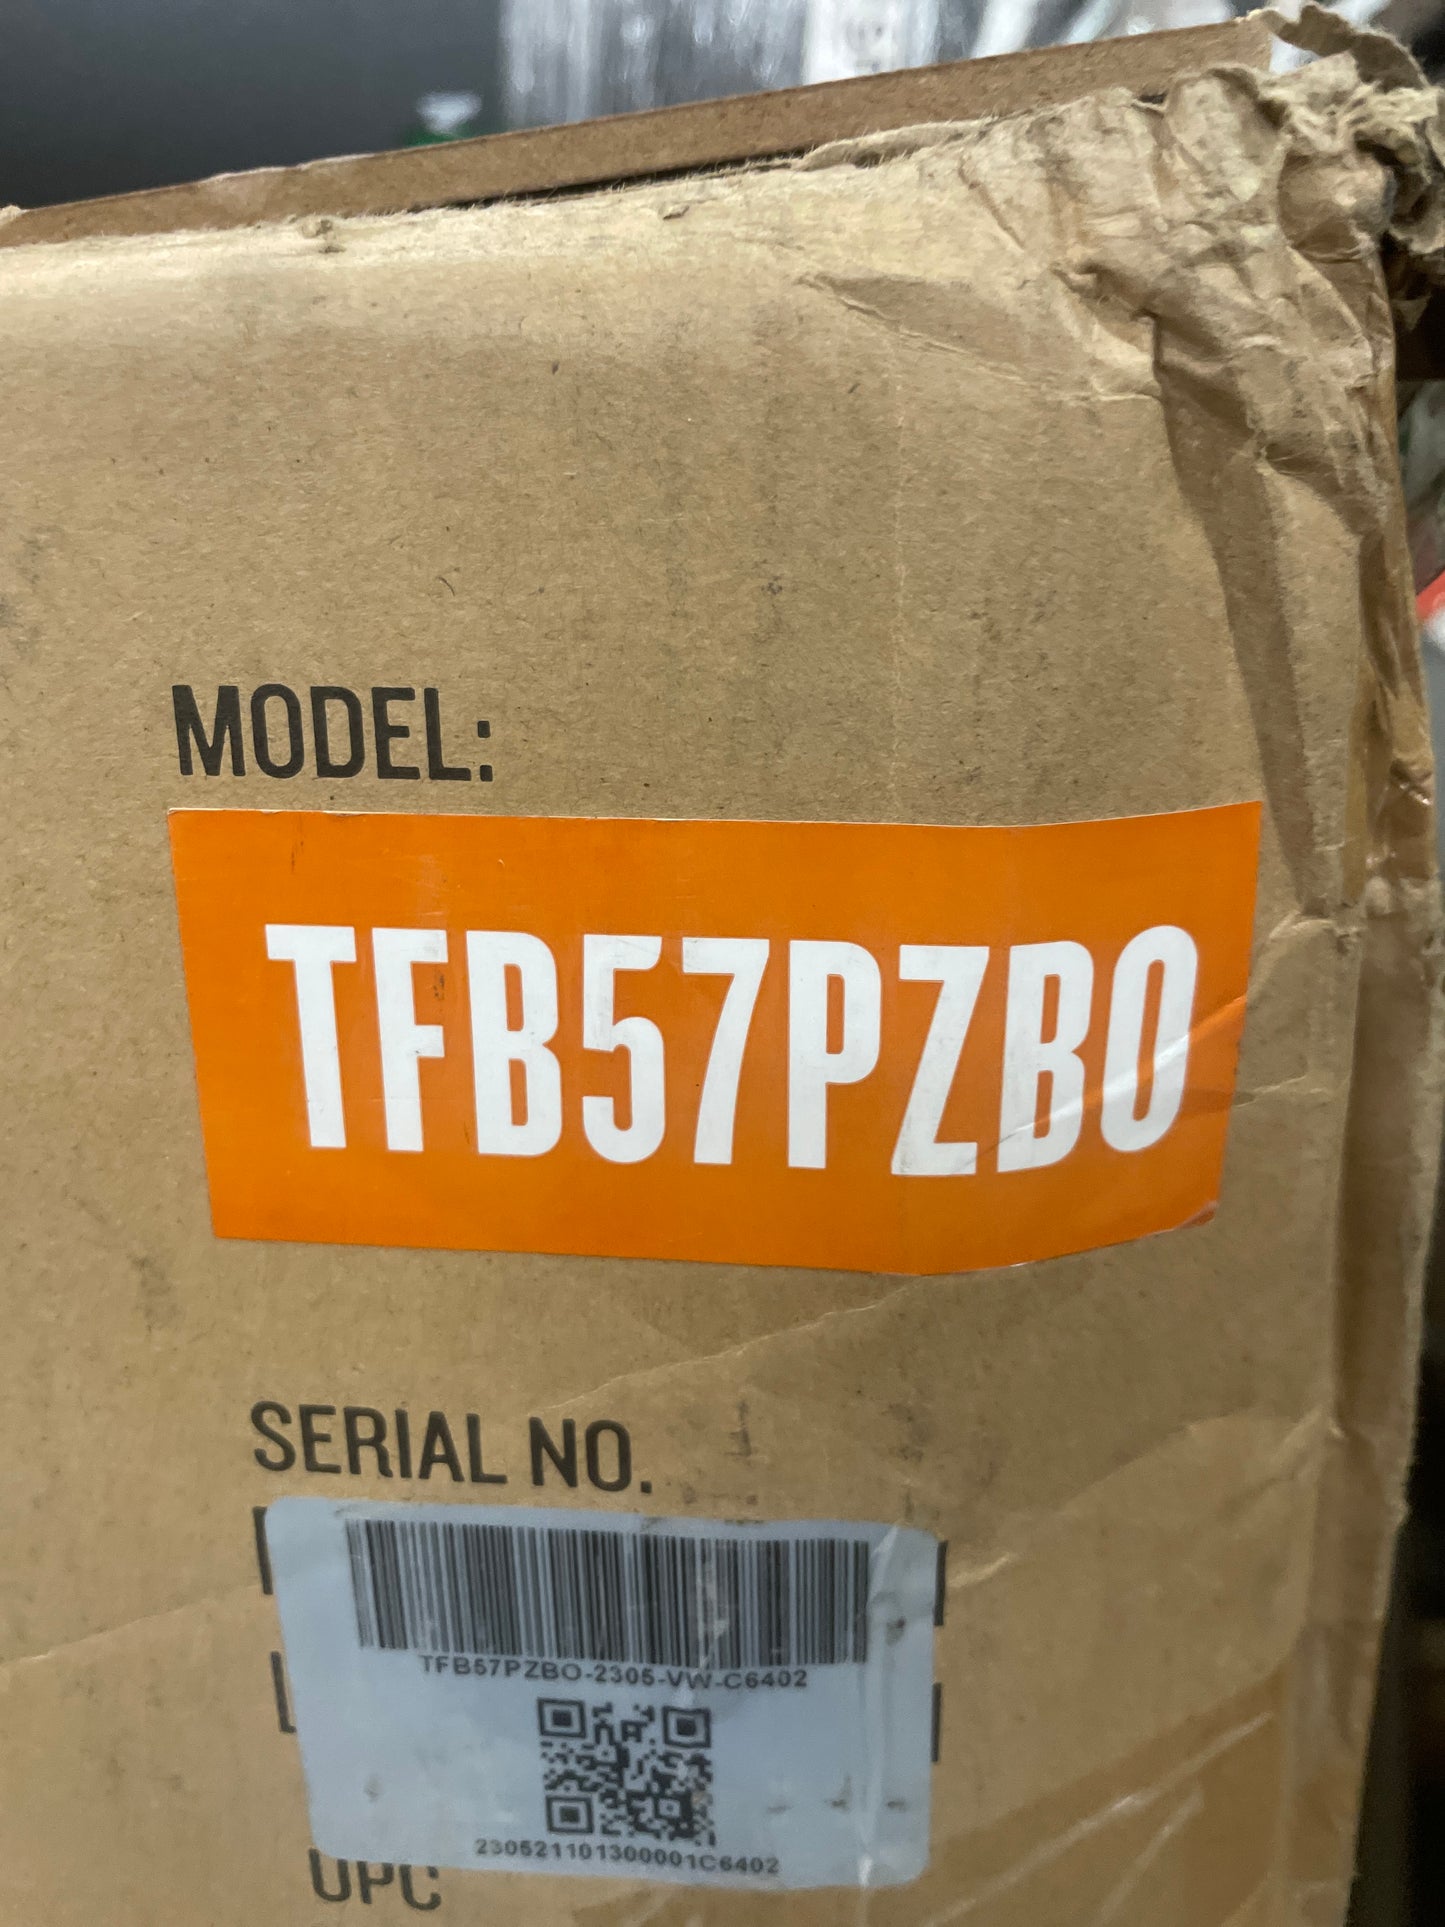 MODEL:
TFB57PZBO
SERIAL NO.
TFB57PZBO-2305-VW-C6402
230521101300001C6402
UPC